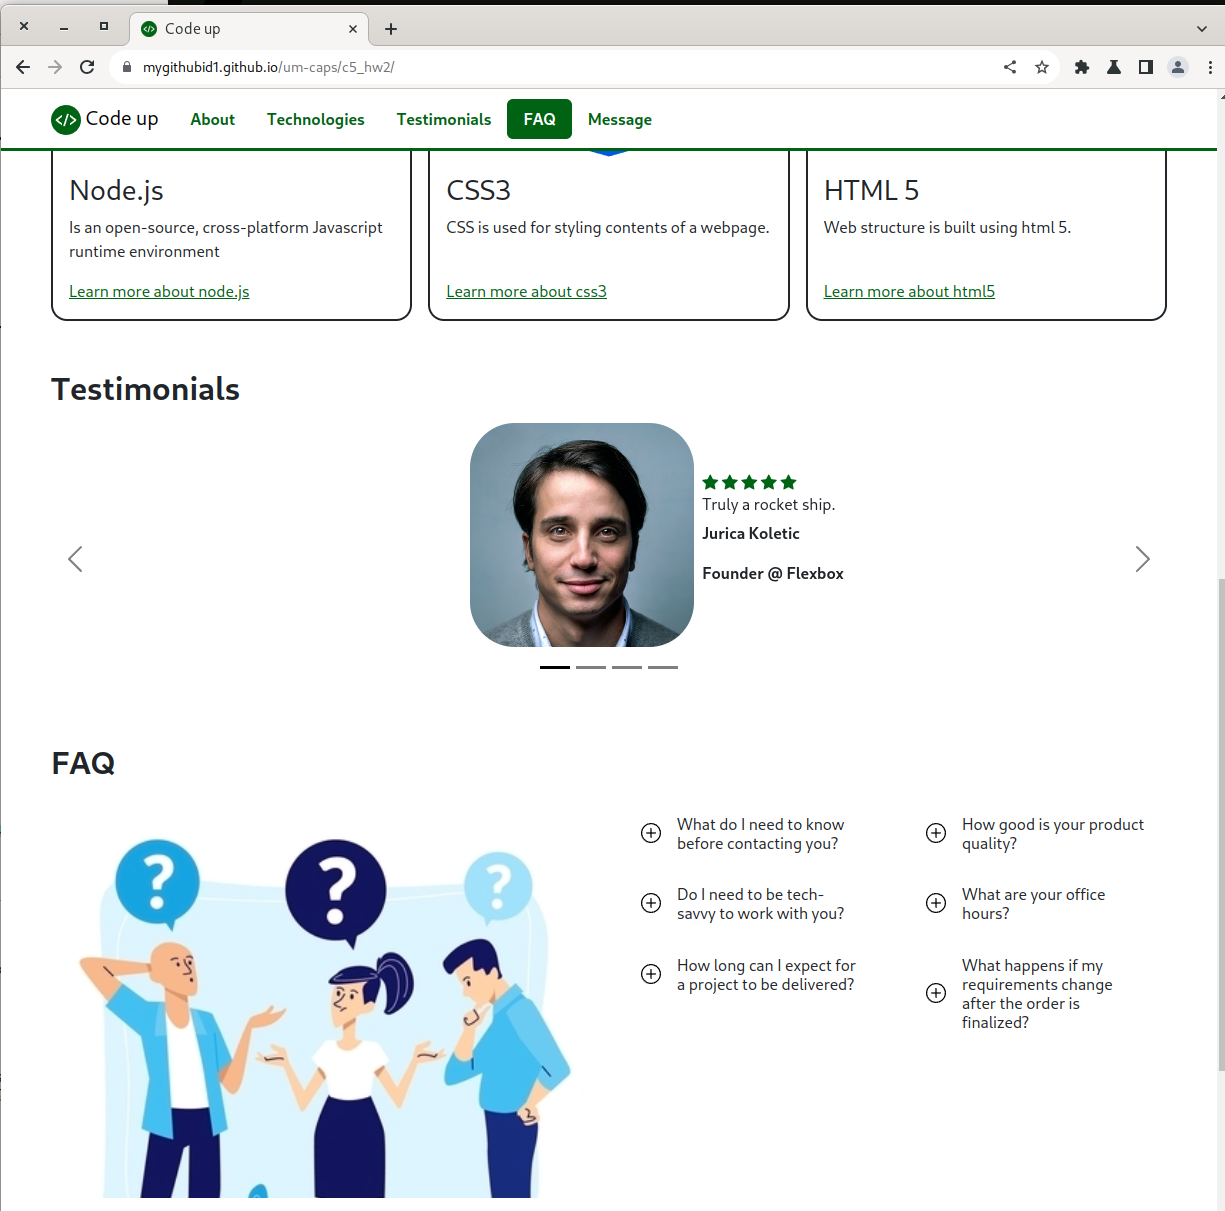 Code up
mygithubid1.github.io/um-caps/c5_hw2/
</> Code up About Technologies Testimonials FAQ Message
Node.js
Is an open-source, cross-platform Javascript
runtime environment
Learn more about node.js
CSS3
CSS is used for styling contents of a webpage.
Learn more about css3
HTML 5
Web structure is built using html 5.
Learn more about html5
Testimonials
Truly a rocket ship.
Jurica Koletic
Founder @ Flexbox
FAQ
? ? ?
What do I need to know
before contacting you?
Do I need to be tech-
savvy to work with you?
How long can I expect for
a project to be delivered?
How good is your product
quality?
What are your office
hours?
What happens if my
requirements change
after the order is
finalized?